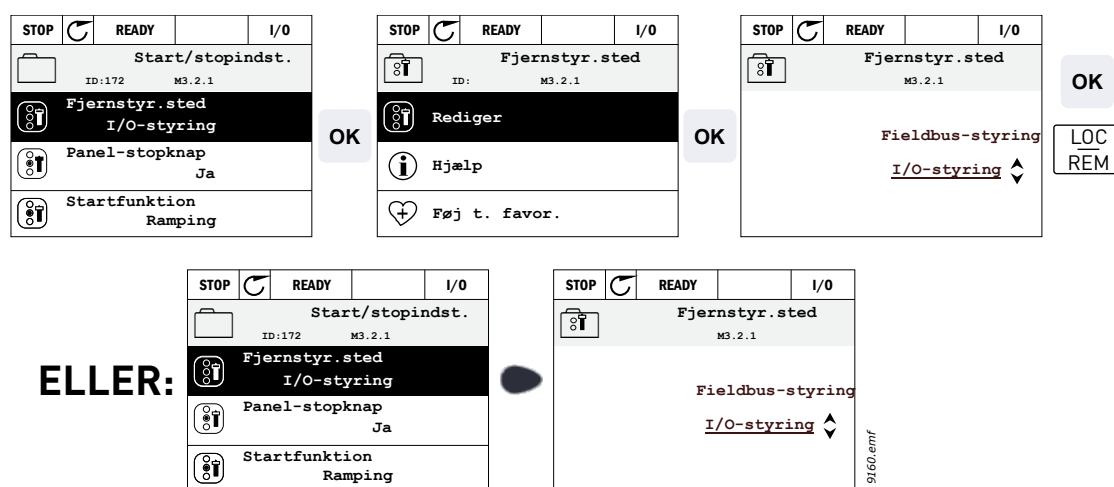 STOP READY I/O
Start/stopindst.
ID:172 M3.2.1
Fjernstyr.sted
I/O-styring
Panel-stopknap
Ja
Startfunktion
Ramping
OK
STOP READY I/O
Fjernstyr.sted
ID: M3.2.1
Rediger
Hjælp
Føj t. favor.
OK
STOP READY I/O
Fjernstyr.sted
M3.2.1
Fieldbus-styring
I/O-styring
OK
LOC
REM
ELLER:
STOP READY I/O
Start/stopindst.
ID:172 M3.2.1
Fjernstyr.sted
I/O-styring
Panel-stopknap
Ja
Startfunktion
Ramping
STOP READY I/O
Fjernstyr.sted
M3.2.1
Fieldbus-styring
I/O-styring
9160.emf